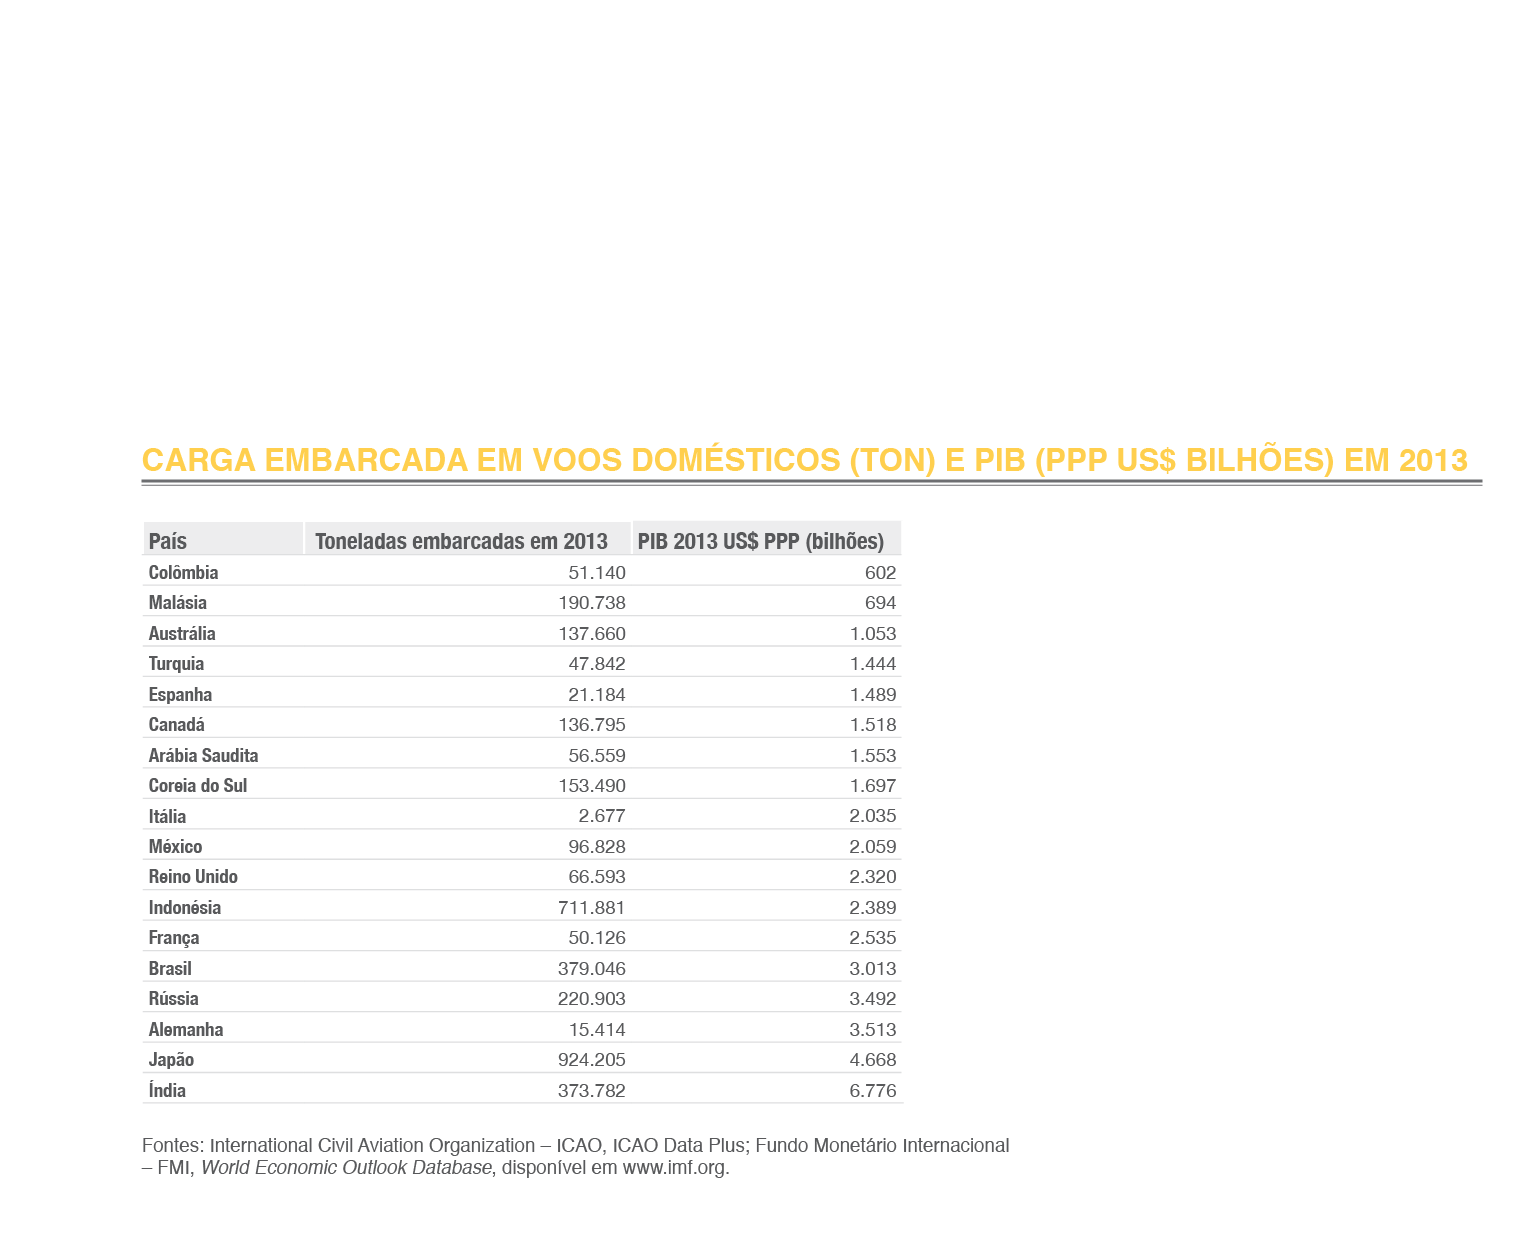 CARGA EMBARCADA EM VOOS DOMÉSTICOS (TON) E PIB (PPP US$ BILHÕES) EM 2013
País Toneladas embarcadas em 2013 PIB 2013 US$ PPP (bilhões)
Colômbia 51.140 602
Malásia 190.738 694
Austrália 137.660 1.053
Turquia 47.842 1.444
Espanha 21.184 1.489
Canadá 136.795 1.518
Arábia Saudita 56.559 1.553
Coreia do Sul 153.490 1.697
Itália 2.677 2.035
México 96.828 2.059
Reino Unido 66.593 2.320
Indonésia 711.881 2.389
França 50.126 2.535
Brasil 379.046 3.013
Rússia 220.903 3.492
Alemanha 15.414 3.513
Japão 924.205 4.668
Índia 373.782 6.776
Fontes: International Civil Aviation Organization – ICAO, ICAO Data Plus; Fundo Monetário Internacional
– FMI, World Economic Outlook Database, disponível em www.imf.org.